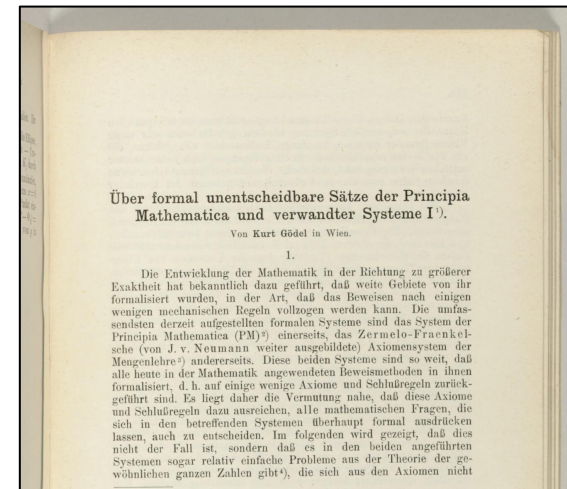 Über formal unentscheidbare Sätze der Principia
Mathematica und verwandter Systeme I¹).
Von Kurt Gödel in Wien.
1.
Die Entwicklung der Mathematik in der Richtung zu größerer
Exaktheit hat bekanntlich dazu geführt, daß weite Gebiete von ihr
formalisiert wurden, in der Art, daß das Beweisen nach einigen
wenigen mechanischen Regeln vollzogen werden kann. Die umfas-
sendsten derzeit aufgestellten formalen Systeme sind das System der
Principia Mathematica (PM)²) einerseits, das Zermelo-Fraenkel-
sche (von J. v. Neumann weiter ausgebildete) Axiomensystem der
Mengenlehre³) andererseits. Diese beiden Systeme sind so weit, daß
alle heute in der Mathematik angewendeten Beweismethoden in ihnen
formalisiert, d. h. auf einige wenige Axiome und Schlußregeln zurück-
geführt sind. Es liegt daher die Vermutung nahe, daß diese Axiome
und Schlußregeln dazu ausreichen, alle mathematischen Fragen, die
sich in den betreffenden Systemen überhaupt formal ausdrücken
lassen, auch zu entscheiden. Im folgenden wird gezeigt, daß dies
nicht der Fall ist, sondern daß es in den beiden angeführten
Systemen sogar relativ einfache Probleme aus der Theorie der ge-
wöhnlichen ganzen Zahlen gibt⁴), die sich aus den Axiomen nicht